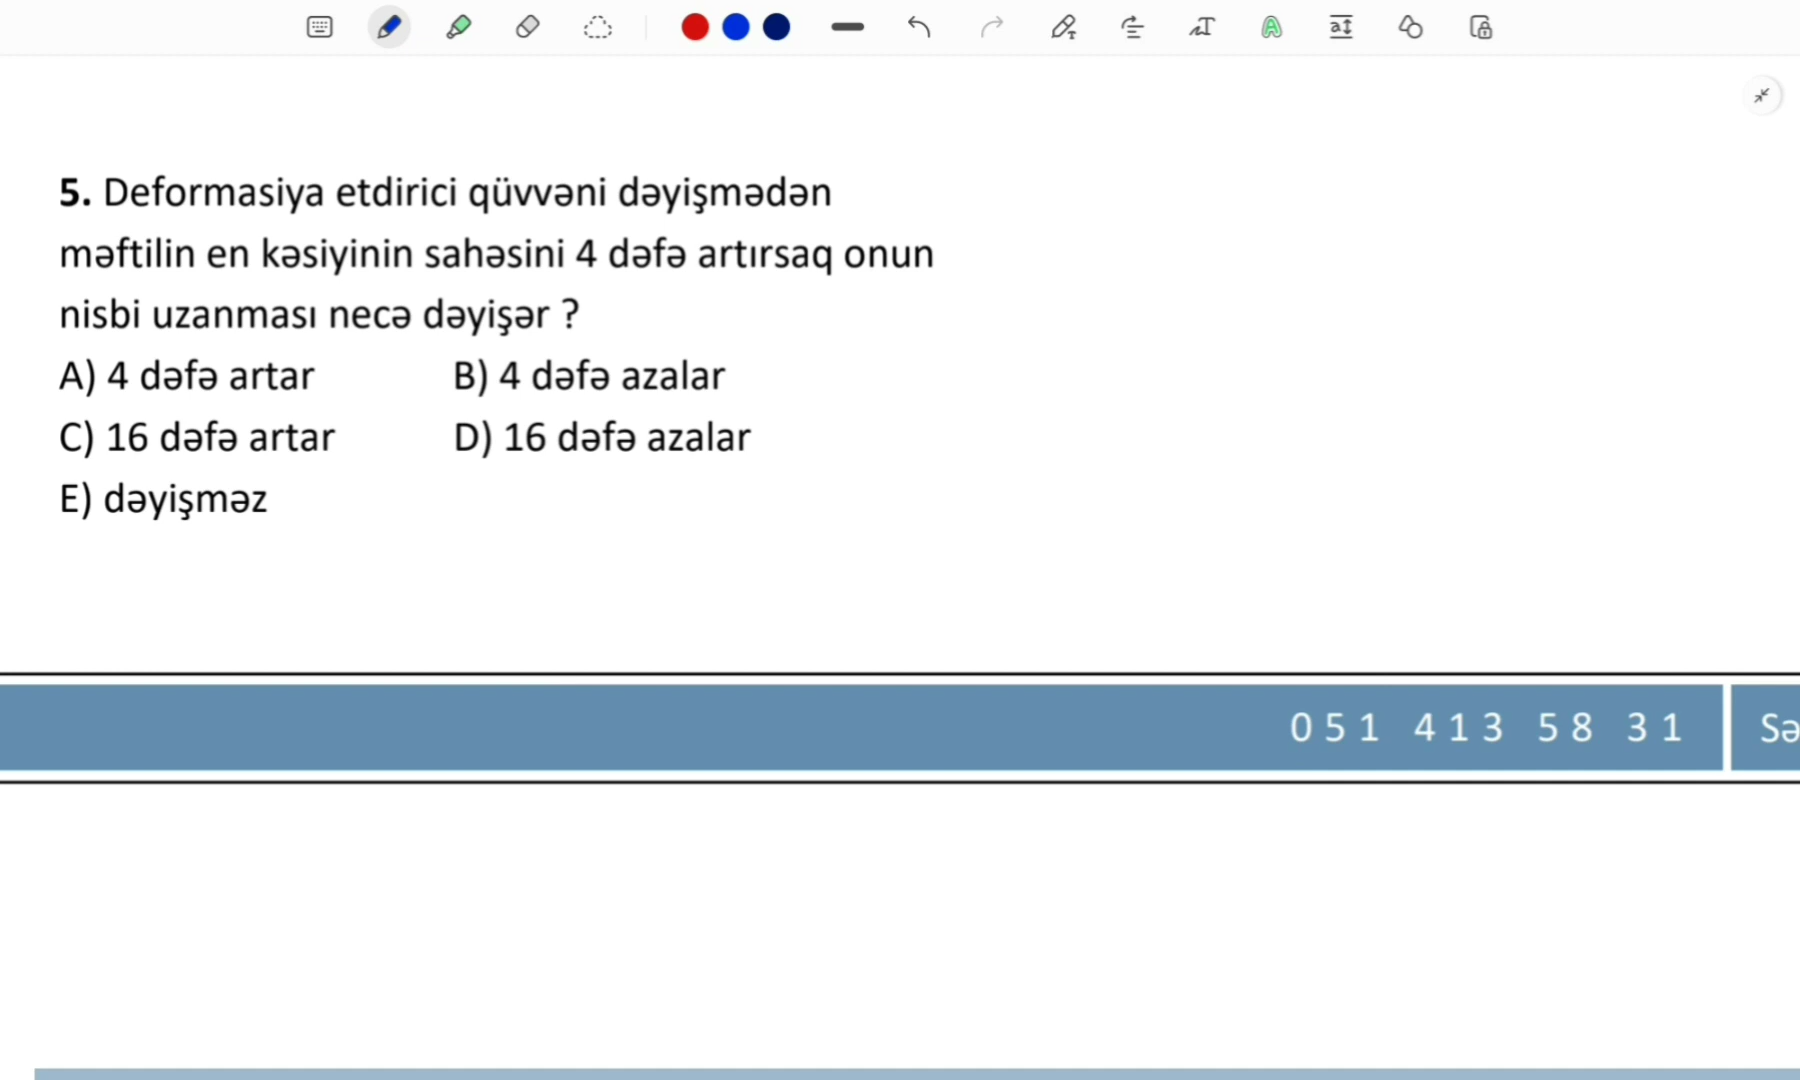 5. Deformasiya etdirici qüvvəni dəyişmədən
məftilin en kəsiyinin sahəsini 4 dəfə artırsaq onun
nisbi uzanması necə dəyişər ?
A) 4 dəfə artar B) 4 dəfə azalar
C) 16 dəfə artar D) 16 dəfə azalar
E) dəyişməz
051 413 58 31 Sə